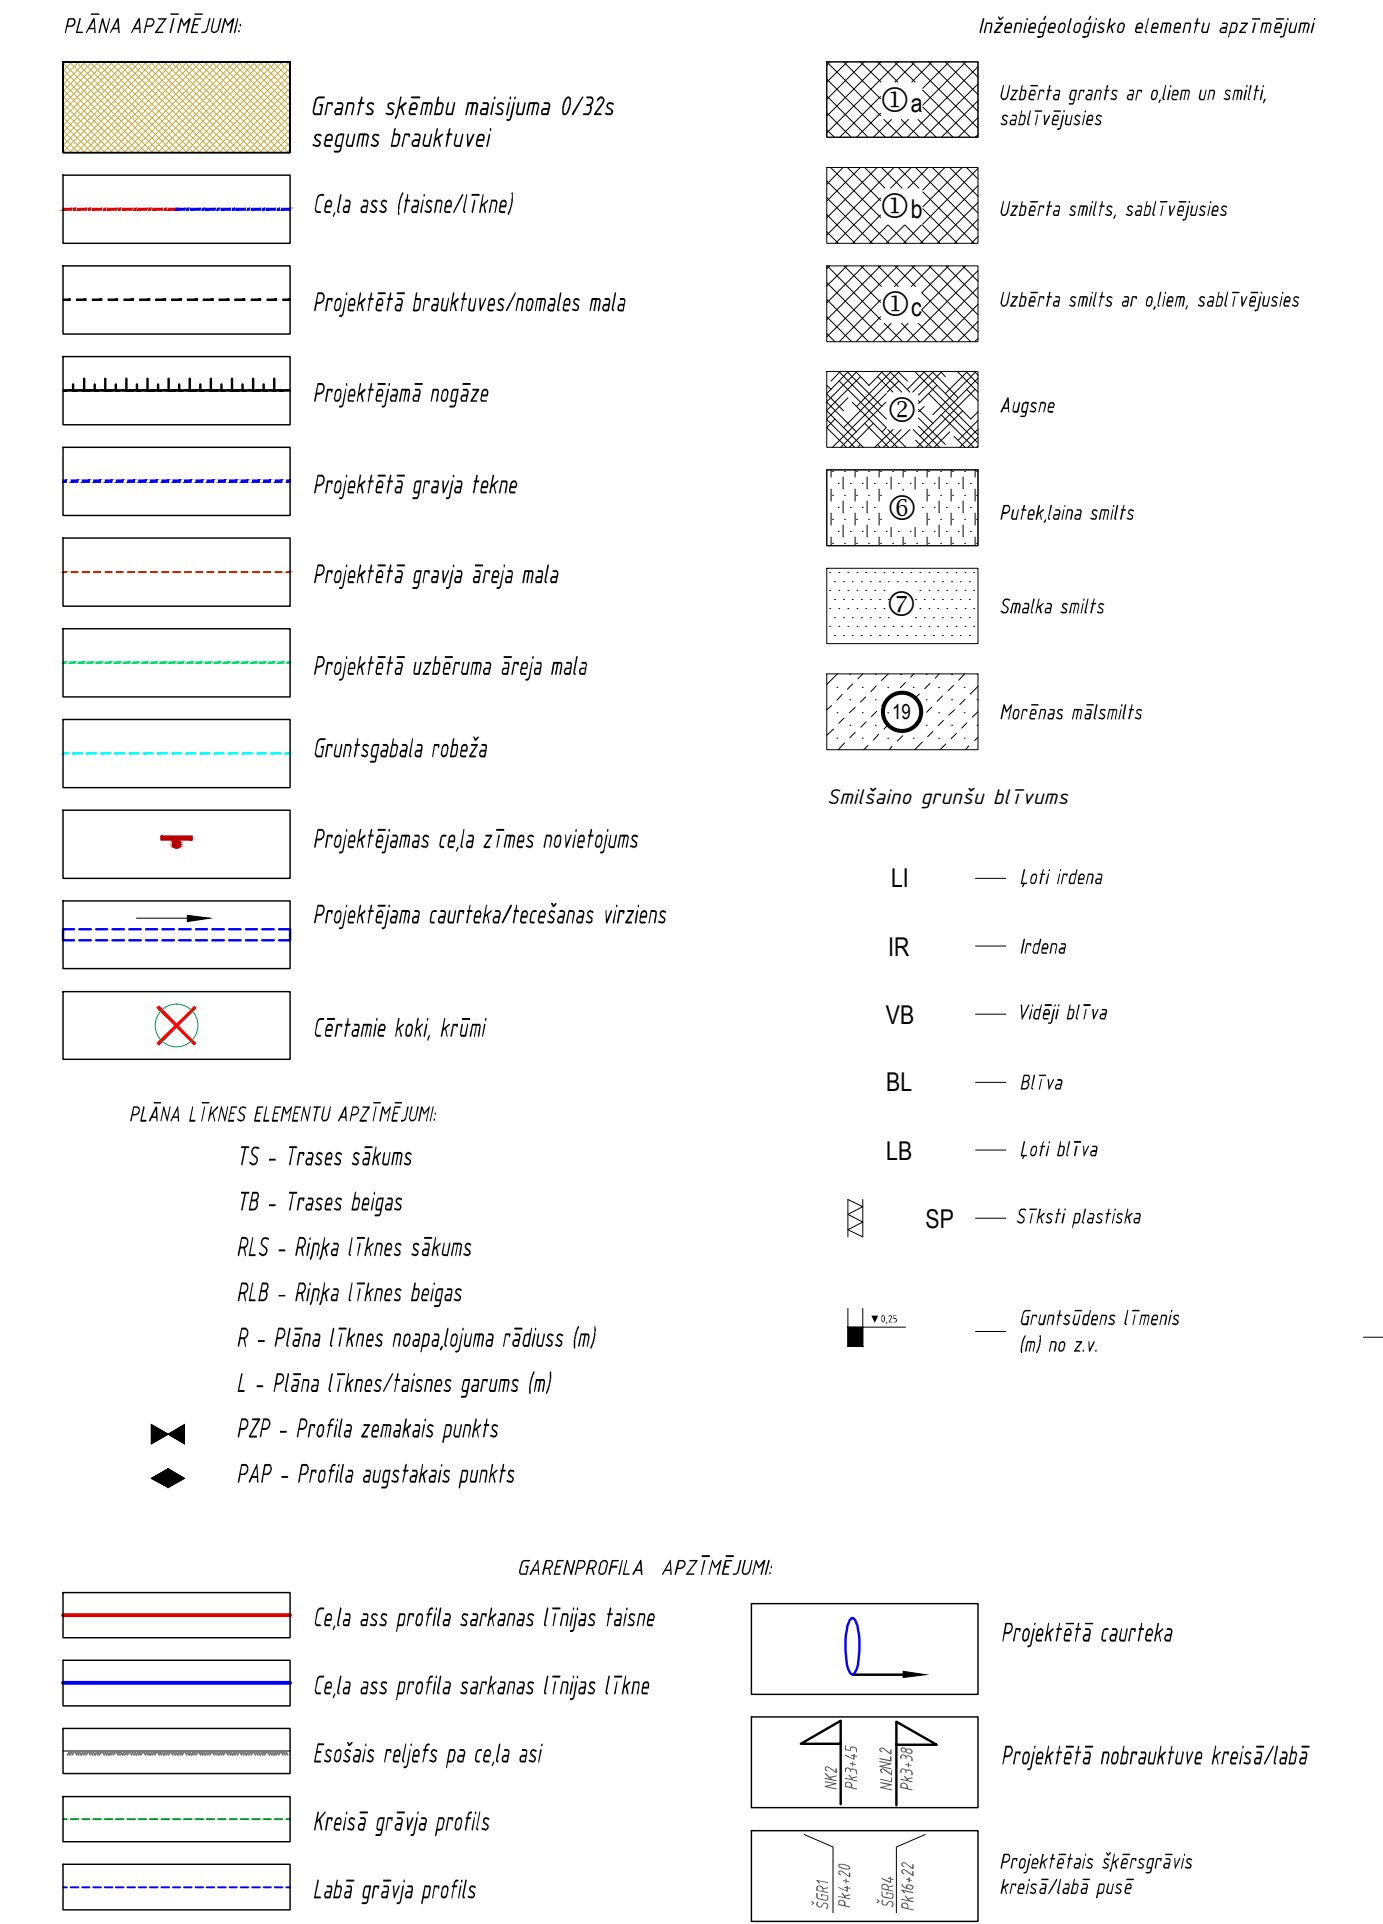 PLĀNA APZĪMĒJUMI:
Grants sķēmbu maisijuma 0/32s
segums brauktuvei
Ceļa ass (taisne/līkne)
Projektētā brauktuves/nomales mala
Projektējamā nogāze
Projektētā gravja tekne
Projektētā gravja āreja mala
Projektētā uzbēruma āreja mala
Gruntsgabala robeža
Projektējamas ceļa zīmes novietojums
Projektējama caurteka/tecešanas virziens
Cērtamie koki, krūmi
PLĀNA LĪKNES ELEMENTU APZĪMĒJUMI:
TS - Trases sākums
TB - Trases beigas
RLS - Riņķa līknes sākums
RLB - Riņķa līknes beigas
R - Plāna līknes noapaļojuma rādiuss (m)
L - Plāna līknes/taisnes garums (m)
PZP - Profila zemakais punkts
PAP - Profila augstakais punkts
Inženieģeoloģisko elementu apzīmējumi
①a
Uzbērta grants ar oļiem un smilti,
sablīvējusies
①b
Uzbērta smilts, sablīvējusies
①c
Uzbērta smilts ar oļiem, sablīvējusies
②
Augsne
⑥
Putekļaina smilts
⑦
Smalka smilts
19
Morēnas mālsmilts
Smilšaino grunšu blīvums
LI — Ļoti irdena
IR — Irdena
VB — Vidēji blīva
BL — Blīva
LB — Ļoti blīva
SP — Sīksti plastiska
▼0,25
— Gruntsūdens līmenis
(m) no z.v.
GARENPROFILA APZĪMĒJUMI:
Ceļa ass profila sarkanas līnijas taisne
Ceļa ass profila sarkanas līnijas līkne
Esošais reljefs pa ceļa asi
Kreisā grāvja profils
Labā grāvja profils
Projektētā caurteka
NK2
Pk3+45
NL2NL2
Pk3+38
Projektētā nobrauktuve kreisā/labā
ŠGR1
Pk4+20
ŠGR4
Pk16+22
Projektētais šķērsgrāvis
kreisā/labā pusē